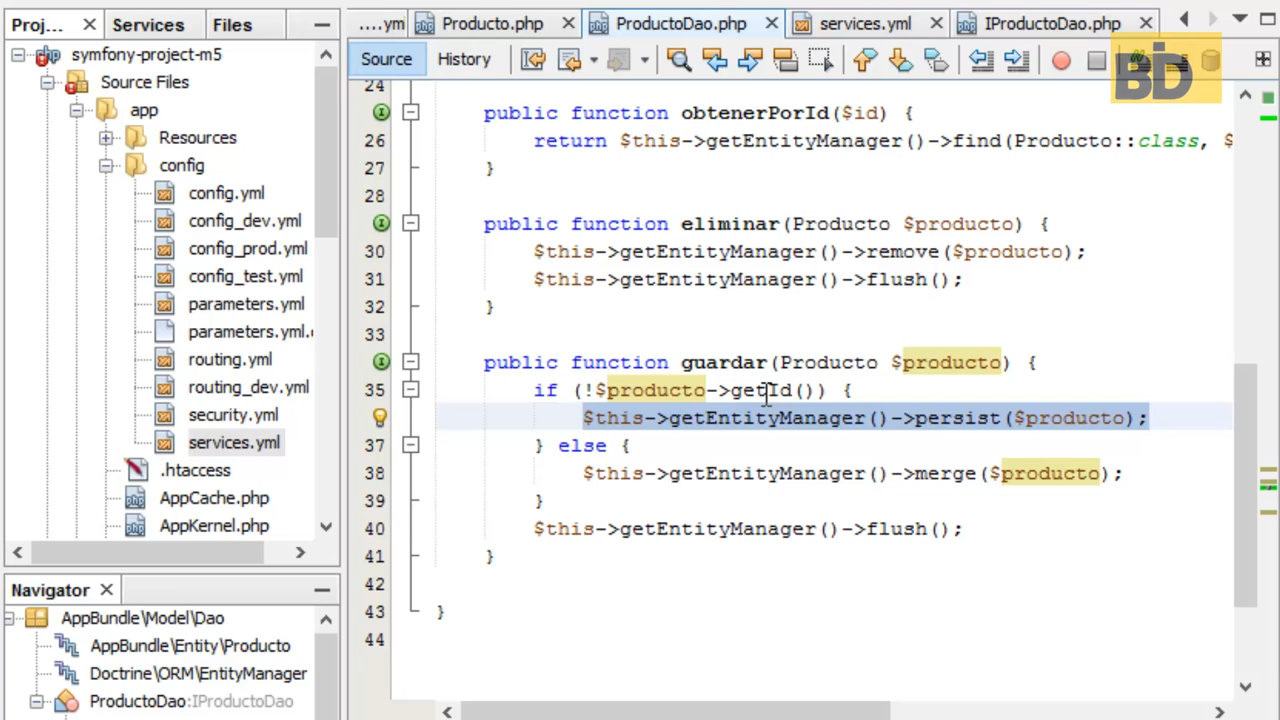 Proj...
Services
Files
....ym
Producto.php
ProductoDao.php
services.yml
IProductoDao.php
symfony-project-m5
Source Files
app
Resources
config
config.yml
config_dev.yml
config_prod.yml
config_test.yml
parameters.yml
parameters.yml.
routing.yml
routing_dev.yml
security.yml
services.yml
.htaccess
AppCache.php
AppKernel.php
Navigator
AppBundle\Model\Dao
AppBundle\Entity\Producto
Doctrine\ORM\EntityManager
ProductoDao:IProductoDao
Source
History
BD
24
public function obtenerPorId($id) {
26 return $this->getEntityManager()->find(Producto::class, $
27 }
28
public function eliminar(Producto $producto) {
30 $this->getEntityManager()->remove($producto);
31 $this->getEntityManager()->flush();
32 }
33
public function guardar(Producto $producto) {
35 if (!$producto->getId()) {
$this->getEntityManager()->persist($producto);
37 } else {
38 $this->getEntityManager()->merge($producto);
39 }
40 $this->getEntityManager()->flush();
41 }
42
43 }
44